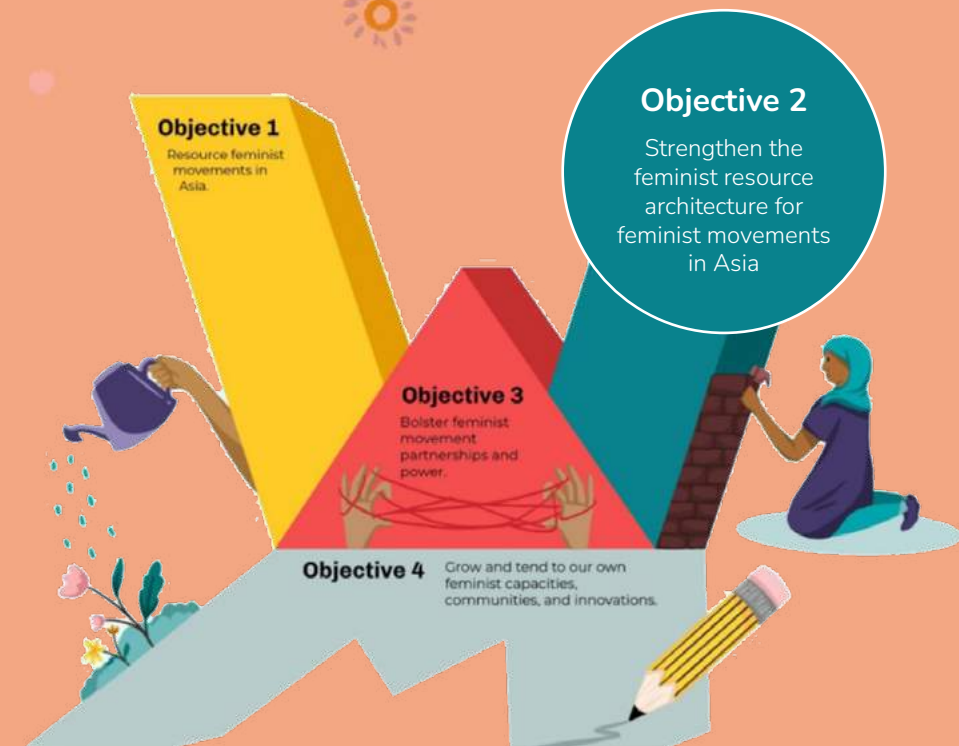 Objective 1
Resource feminist
movements in
Asia.
Objective 2
Strengthen the
feminist resource
architecture for
feminist movements
in Asia
Objective 3
Bolster feminist
movement
partnerships and
power.
Objective 4
Grow and tend to our own
feminist capacities,
communities, and innovations.